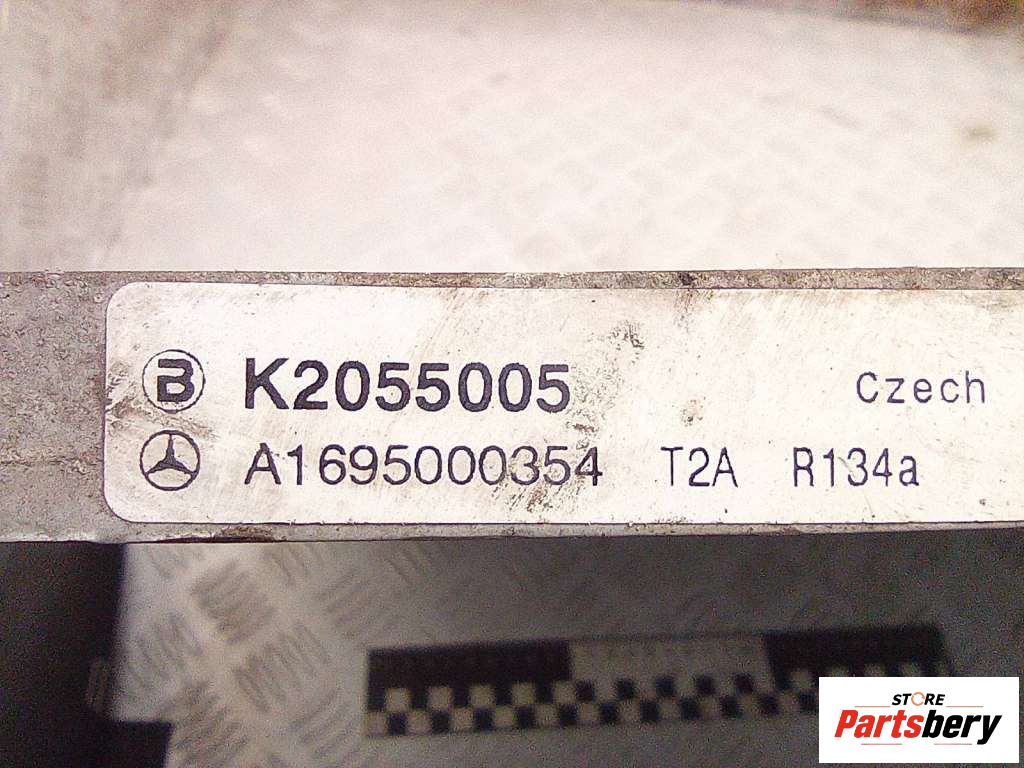 B K2055005 Czech
A1695000354 T2A R134a
STORE
Partsbery